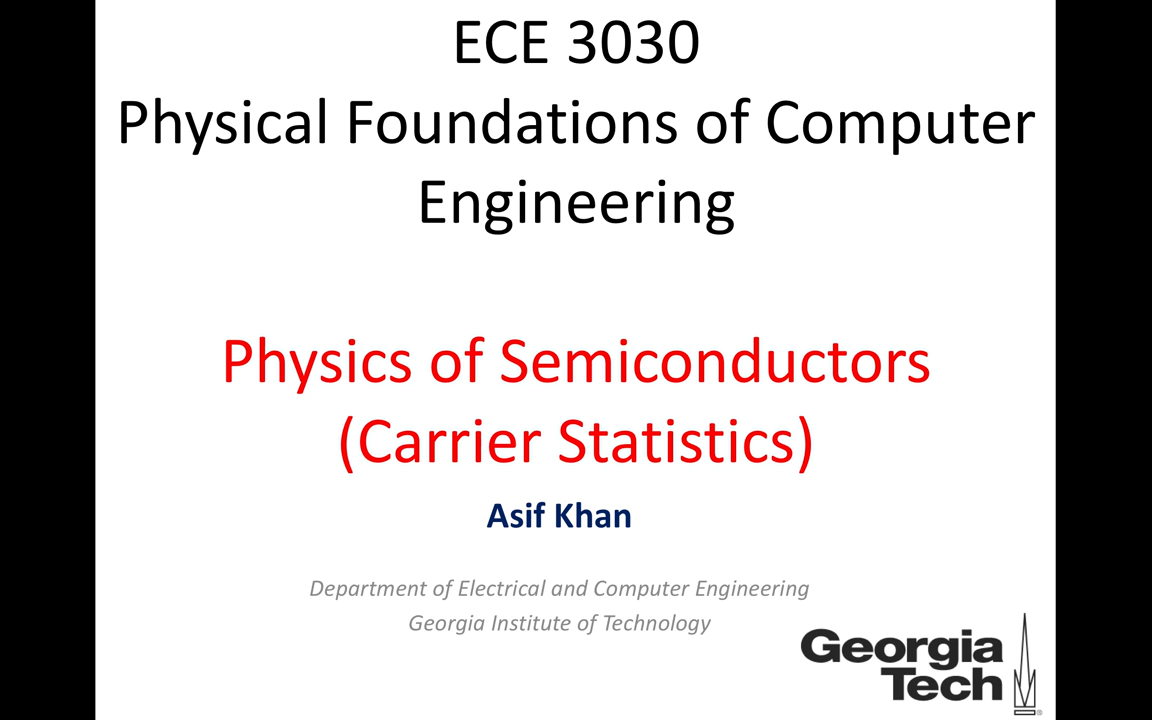 ECE 3030
Physical Foundations of Computer
Engineering
Physics of Semiconductors
(Carrier Statistics)
Asif Khan
Department of Electrical and Computer Engineering
Georgia Institute of Technology
Georgia
Tech
®